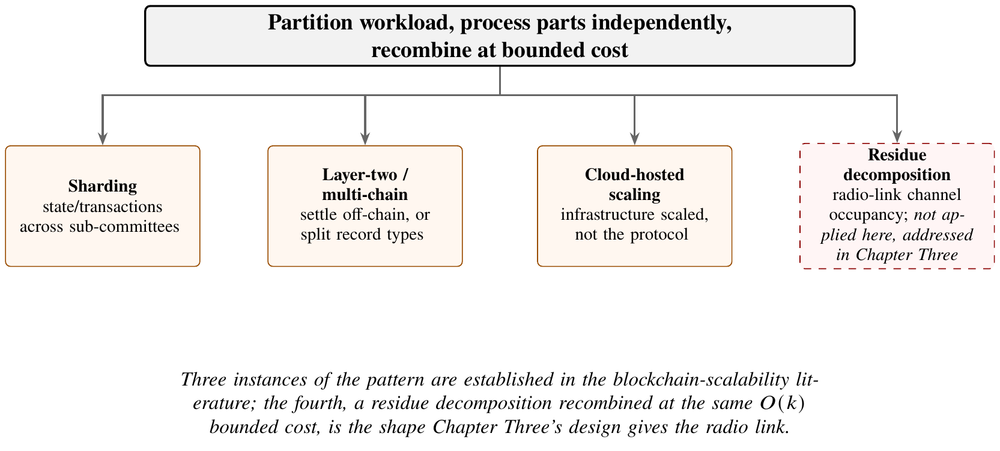 Partition workload, process parts independently,
recombine at bounded cost
Sharding
state/transactions
across sub-committees
Layer-two /
multi-chain
settle off-chain, or
split record types
Cloud-hosted
scaling
infrastructure scaled,
not the protocol
Residue
decomposition
radio-link channel
occupancy; not ap-
plied here, addressed
in Chapter Three
Three instances of the pattern are established in the blockchain-scalability lit-
erature; the fourth, a residue decomposition recombined at the same O(k)
bounded cost, is the shape Chapter Three's design gives the radio link.